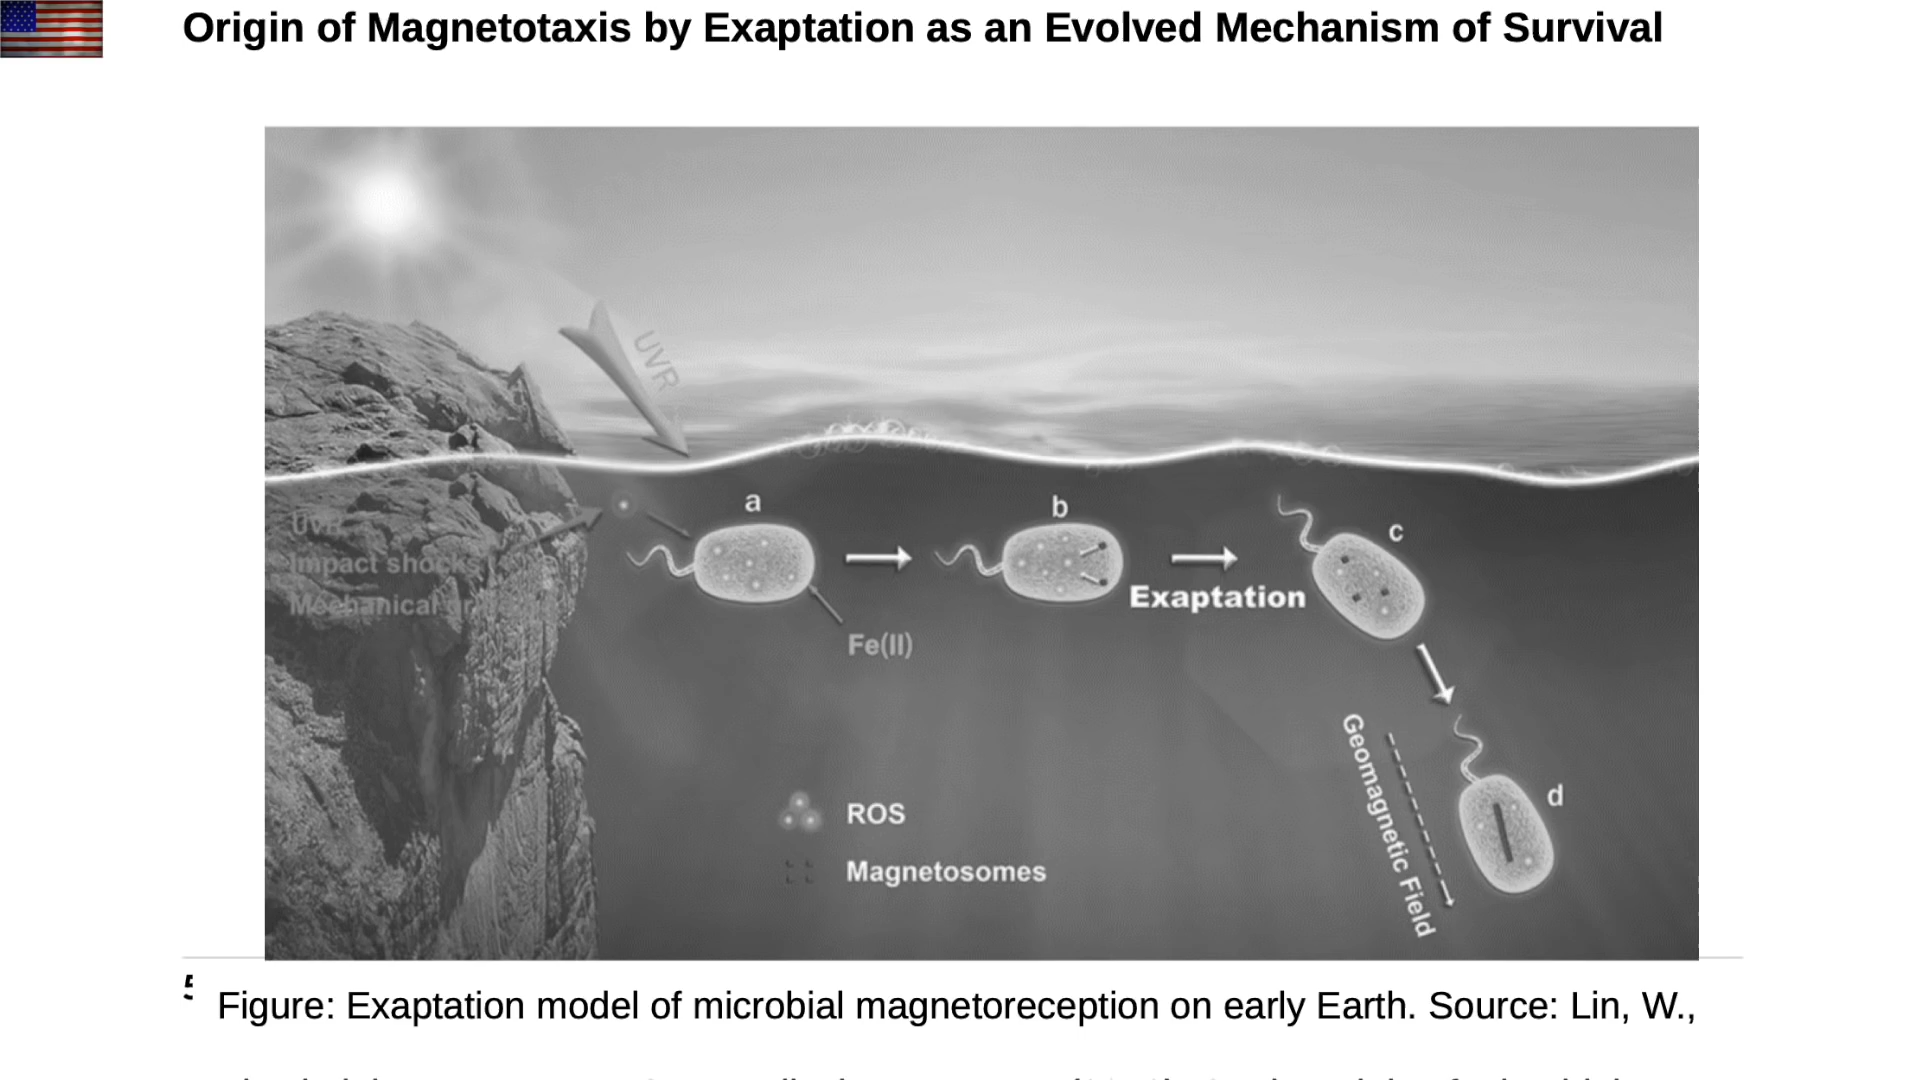 Origin of Magnetotaxis by Exaptation as an Evolved Mechanism of Survival
UVR
UVR
Impact shocks
Mechanical
a
b
c
Exaptation
Fe(II)
Geomagnetic Field
d
ROS
Magnetosomes
Figure: Exaptation model of microbial magnetoreception on early Earth. Source: Lin, W.,